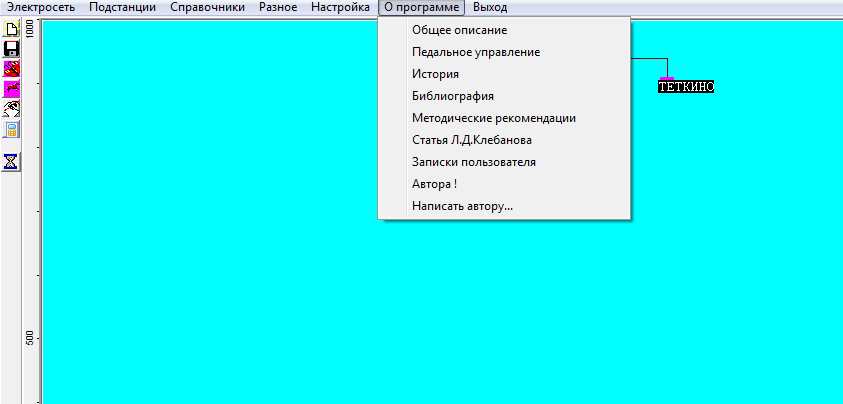 Электросеть Подстанции Справочники Разное Настройка О программе Выход
1000
Общее описание
Педальное управление
История
ТЕТКИНО
Библиография
Методические рекомендации
Статья Л.Д.Клебанова
Записки пользователя
Автора !
Написать автору...
500